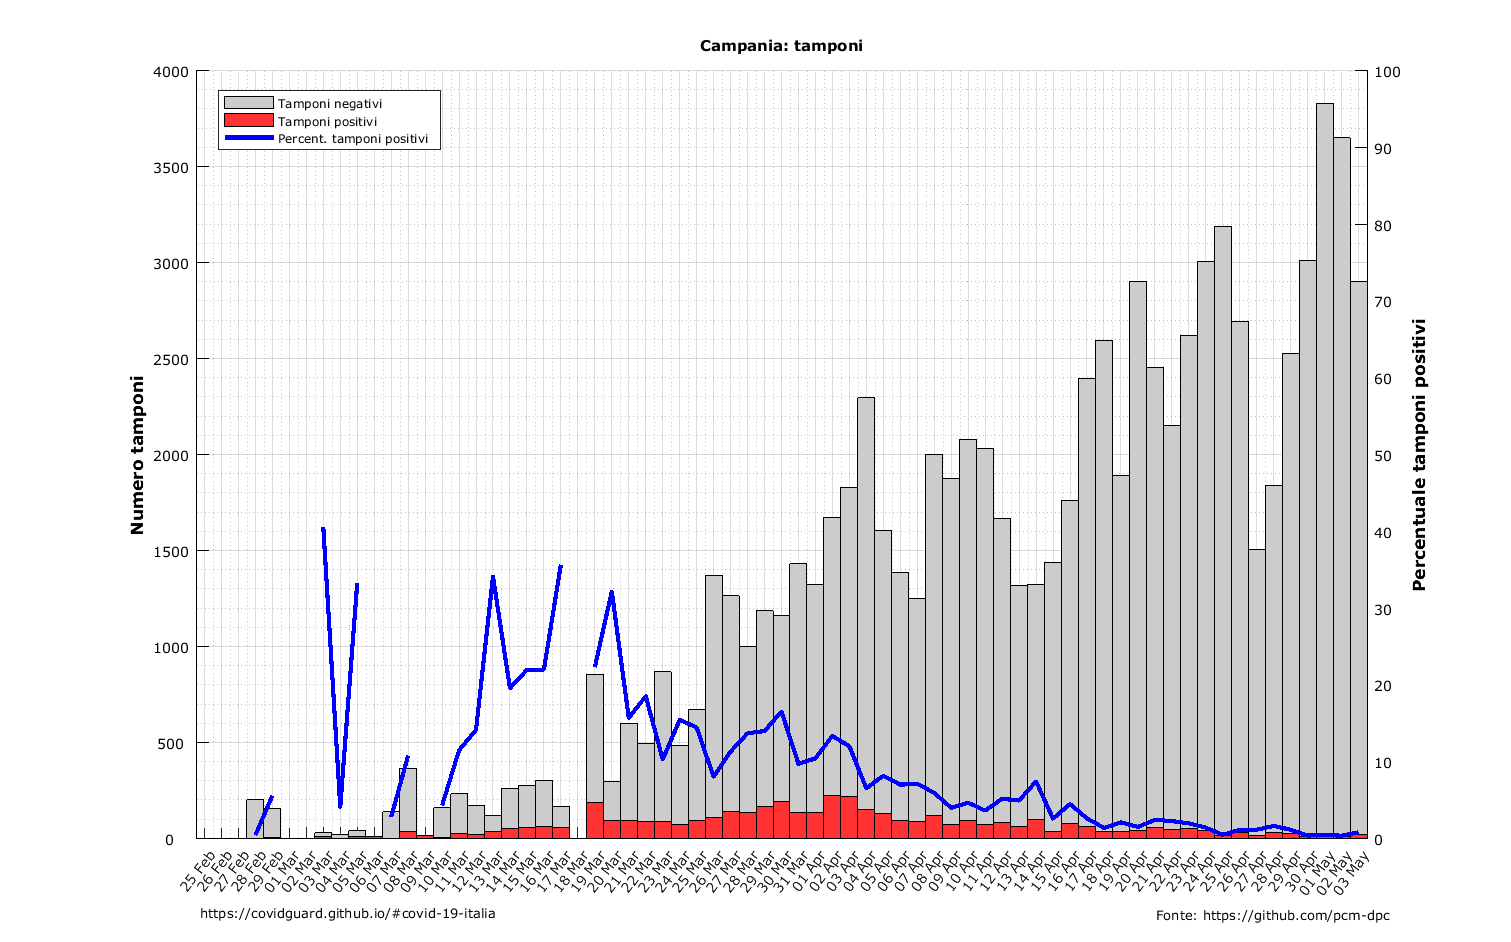 Campania: tamponi
Tamponi negativi
Tamponi positivi
Percent. tamponi positivi
Numero tamponi
4000
3500
3000
2500
2000
1500
1000
500
0
Percentuale tamponi positivi
100
90
80
70
60
50
40
30
20
10
0
25 Feb
26 Feb
27 Feb
28 Feb
29 Feb
01 Mar
02 Mar
03 Mar
04 Mar
05 Mar
06 Mar
07 Mar
08 Mar
09 Mar
10 Mar
11 Mar
12 Mar
13 Mar
14 Mar
15 Mar
16 Mar
17 Mar
18 Mar
19 Mar
20 Mar
21 Mar
22 Mar
23 Mar
24 Mar
25 Mar
26 Mar
27 Mar
28 Mar
29 Mar
30 Mar
31 Mar
01 Apr
02 Apr
03 Apr
04 Apr
05 Apr
06 Apr
07 Apr
08 Apr
09 Apr
10 Apr
11 Apr
12 Apr
13 Apr
14 Apr
15 Apr
16 Apr
17 Apr
18 Apr
19 Apr
20 Apr
21 Apr
22 Apr
23 Apr
24 Apr
25 Apr
26 Apr
27 Apr
28 Apr
29 Apr
30 Apr
01 May
02 May
03 May
https://covidguard.github.io/#covid-19-italia
Fonte: https://github.com/pcm-dpc